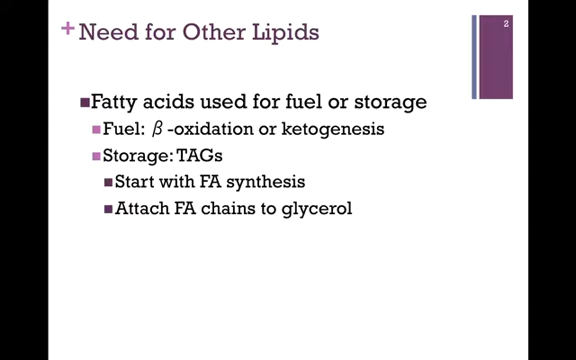 2
+ Need for Other Lipids
■Fatty acids used for fuel or storage
■Fuel: β-oxidation or ketogenesis
■Storage: TAGs
■Start with FA synthesis
■Attach FA chains to glycerol